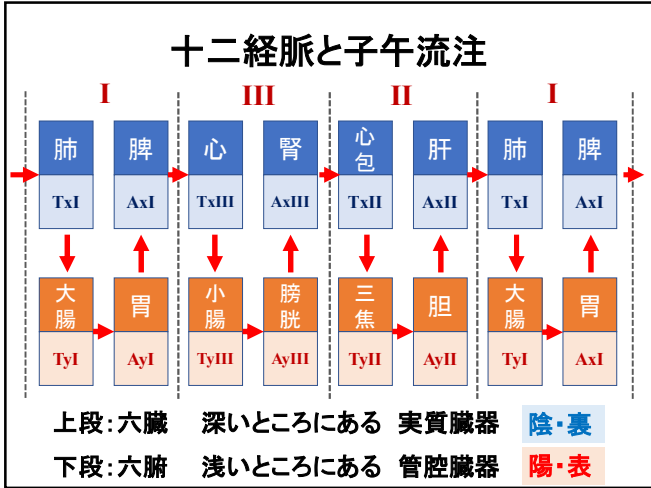 十二経脈と子午流注
I III II I
肺 脾 心 腎 心包 肝 肺 脾
TxI AxI TxIII AxIII TxII AxII TxI AxI
大腸 胃 小腸 膀胱 三焦 胆 大腸 胃
TyI AyI TyIII AyIII TyII AyII TyI AxI
上段：六臓 深いところにある 実質臓器 陰・裏
下段：六腑 浅いところにある 管腔臓器 陽・表